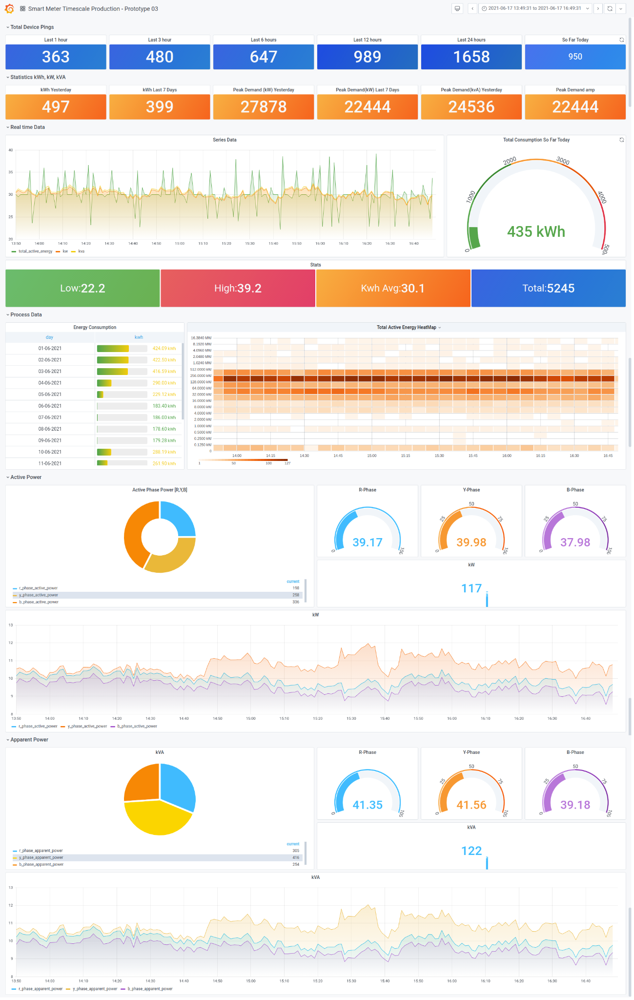 Smart Meter Timescale Production - Prototype 03
2021-06-17 13:49:31 to 2021-06-17 16:49:31
Total Device Pings
Last 1 hour
363
Last 3 hour
480
Last 6 hours
647
Last 12 hours
989
Last 24 hours
1658
So Far Today
950
Statistics kWh, kW, kVA
kWh Yesterday
497
kWh Last 7 Days
399
Peak Demand (kW) Yesterday
27878
Peak Demand(kW) Last 7 Days
22444
Peak Demand(kvA) Yesterday
24536
Peak Demand amp
22444
Real time Data
Series Data
40
35
30
25
20
13:50 14:00 14:10 14:20 14:30 14:40 14:50 15:00 15:10 15:20 15:30 15:40 15:50 16:00 16:10 16:20 16:30 16:40
total_active_energy kw kva
Total Consumption So Far Today
0 1000 2000 3000 4000
435 kWh
Stats
Low:22.2
High:39.2
Kwh Avg:30.1
Total:5245
Process Data
Energy Consumption
day kwh
01-06-2021 424.09 kWh
02-06-2021 422.50 kWh
03-06-2021 416.59 kWh
04-06-2021 290.00 kWh
05-06-2021 229.12 kWh
06-06-2021 183.40 kWh
07-06-2021 186.00 kWh
08-06-2021 178.60 kWh
09-06-2021 179.28 kWh
10-06-2021 288.19 kWh
11-06-2021 261.90 kWh
Total Active Energy HeatMap
16.3840 MW
8.1920 MW
4.0960 MW
2.0480 MW
1.0240 MW
512.0000 kW
256.0000 kW
128.0000 kW
64.0000 kW
32.0000 kW
16.0000 kW
8.0000 kW
4.0000 kW
2.0000 kW
1.0000 kW
0.5000 kW
0.2500 kW
0.1250 kW
0
14:00 14:15 14:30 14:45 15:00 15:15 15:30 15:45 16:00 16:15 16:30 16:45
1 50 100 127
Active Power
Active Phase Power [R,Y,B]
current
r_phase_active_power 198
y_phase_active_power 258
b_phase_active_power 336
R-Phase
0 100
39.17
Y-Phase
0 25 50 75 100
39.98
B-Phase
0 25 50 75 100
37.98
kW
117
kW
13
12
11
10
9
8
13:50 14:00 14:10 14:20 14:30 14:40 14:50 15:00 15:10 15:20 15:30 15:40 15:50 16:00 16:10 16:20 16:30 16:40
r_phase_active_power y_phase_active_power b_phase_active_power
Apparent Power
kVA
current
r_phase_apparent_power 305
y_phase_apparent_power 416
b_phase_apparent_power 254
R-Phase
0 100
41.35
Y-Phase
0 25 50 75 100
41.56
B-Phase
0 25 50 75 100
39.18
kVA
122
kVA
13
12
11
10
9
8
13:50 14:00 14:10 14:20 14:30 14:40 14:50 15:00 15:10 15:20 15:30 15:40 15:50 16:00 16:10 16:20 16:30 16:40
r_phase_apparent_power y_phase_apparent_power b_phase_apparent_power